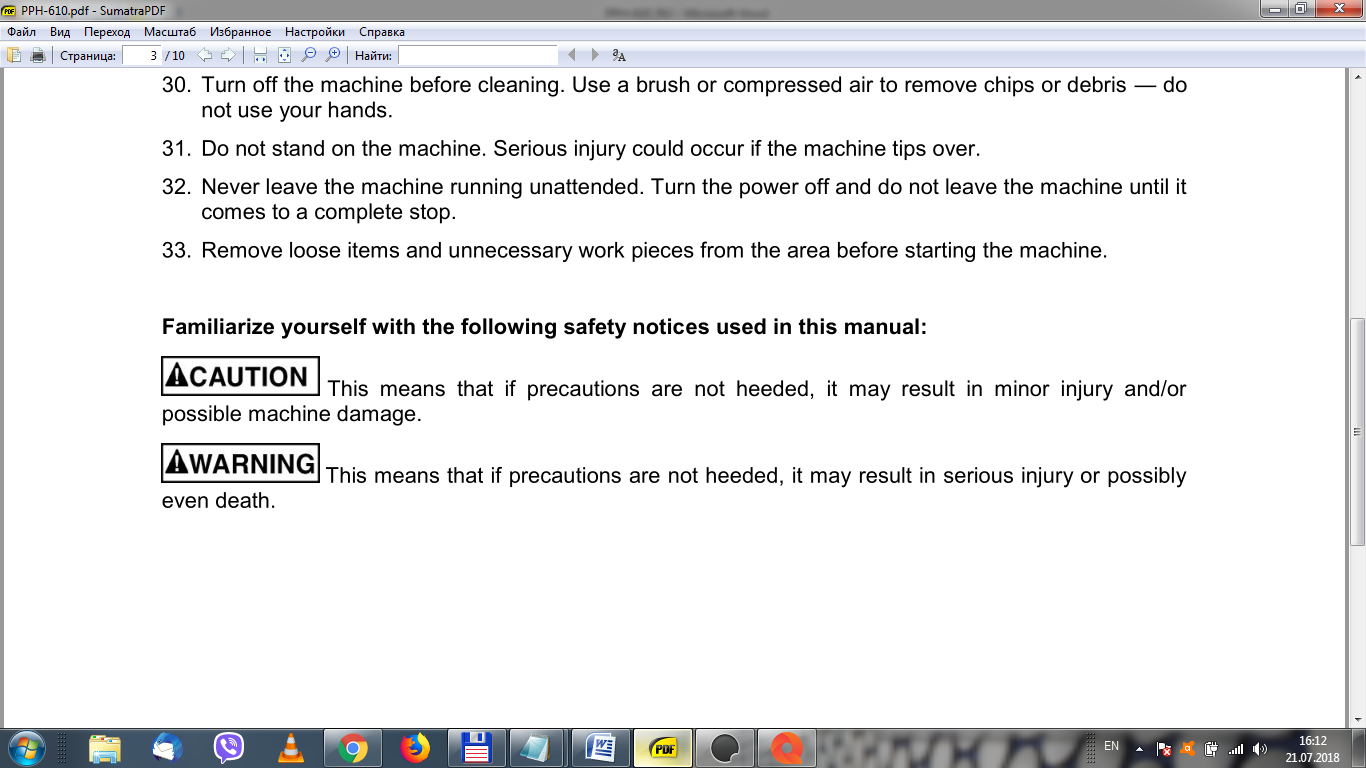 PPH-610.pdf - SumatraPDF
Файл Вид Переход Масштаб Избранное Настройки Справка
Страница: 3 / 10 Найти:
30. Turn off the machine before cleaning. Use a brush or compressed air to remove chips or debris — do
not use your hands.
31. Do not stand on the machine. Serious injury could occur if the machine tips over.
32. Never leave the machine running unattended. Turn the power off and do not leave the machine until it
comes to a complete stop.
33. Remove loose items and unnecessary work pieces from the area before starting the machine.
Familiarize yourself with the following safety notices used in this manual:
CAUTION This means that if precautions are not heeded, it may result in minor injury and/or
possible machine damage.
WARNING This means that if precautions are not heeded, it may result in serious injury or possibly
even death.
PDF
EN
16:12
21.07.2018